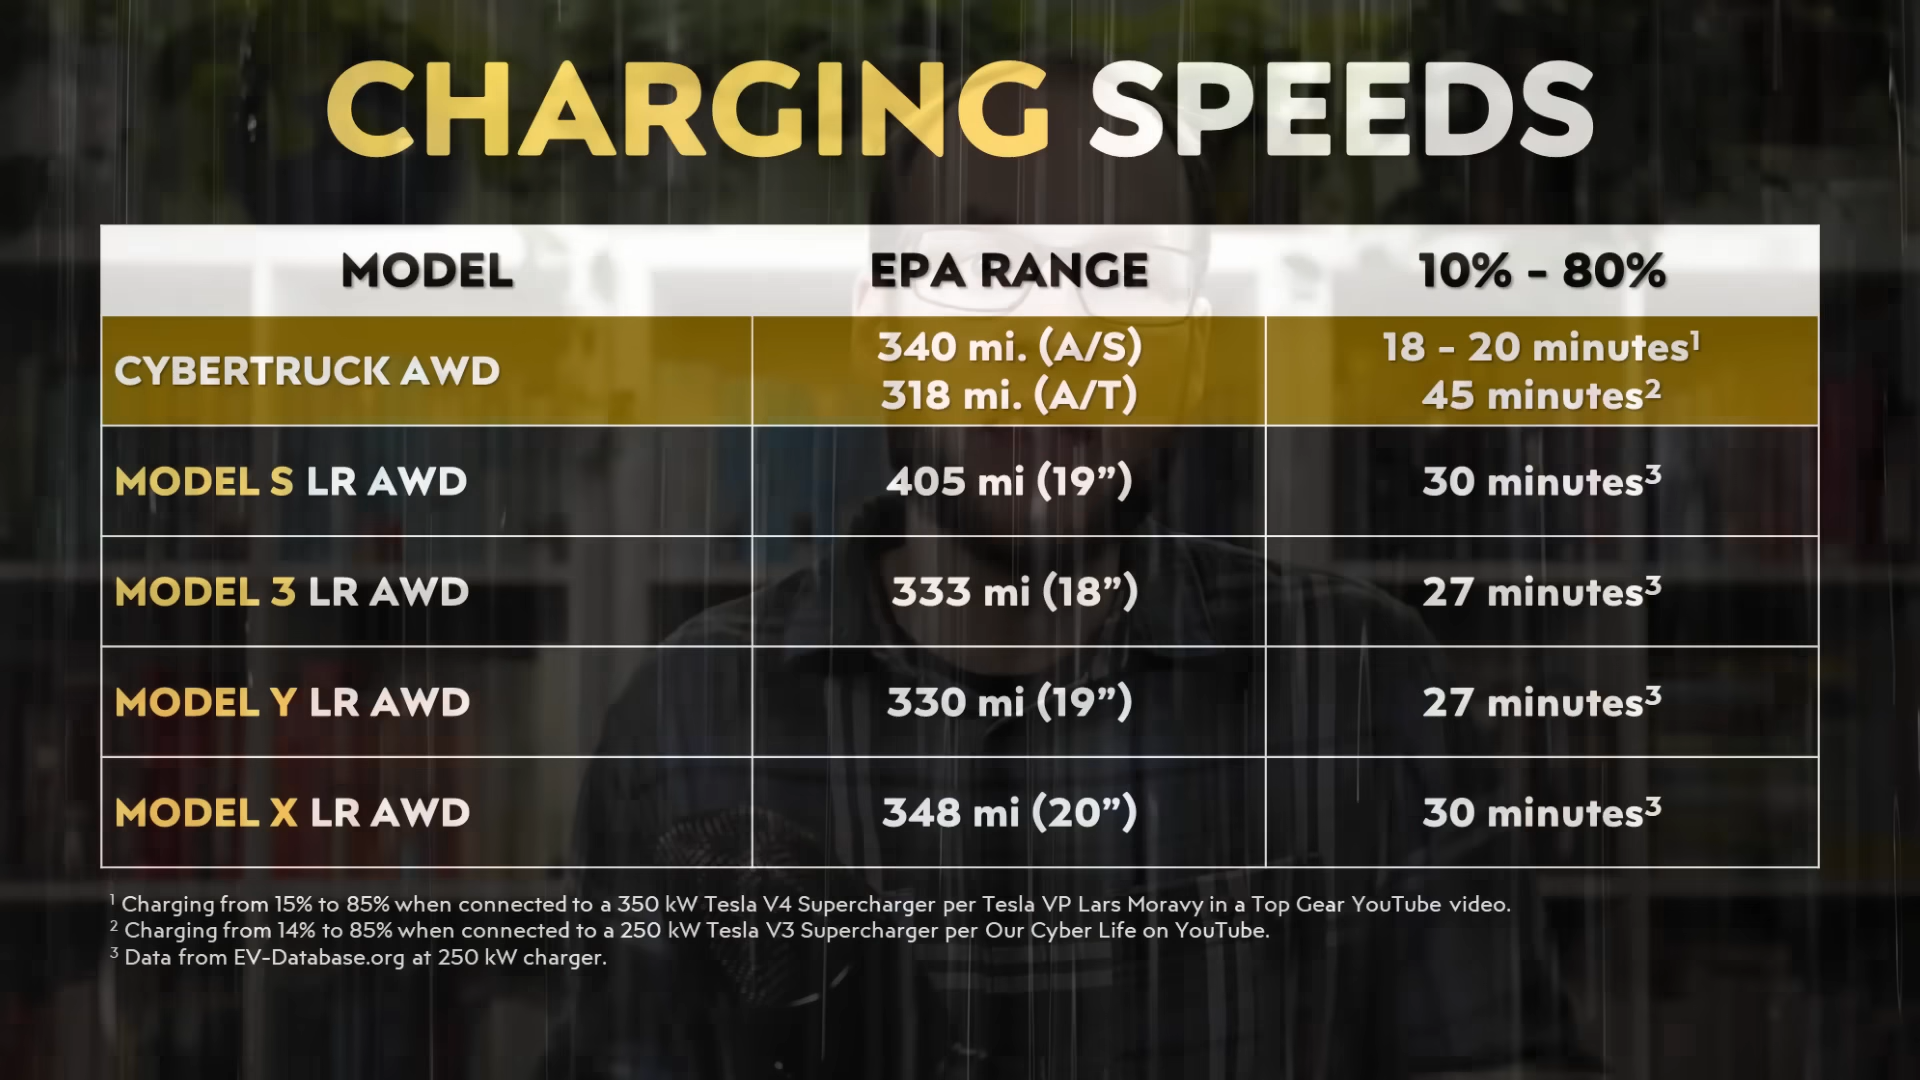 CHARGING SPEEDS
MODEL EPA RANGE 10% - 80%
CYBERTRUCK AWD 340 mi. (A/S) 18 - 20 minutes¹
318 mi. (A/T) 45 minutes²
MODEL S LR AWD 405 mi (19”) 30 minutes³
MODEL 3 LR AWD 333 mi (18”) 27 minutes³
MODEL Y LR AWD 330 mi (19”) 27 minutes³
MODEL X LR AWD 348 mi (20”) 30 minutes³
¹ Charging from 15% to 85% when connected to a 350 kW Tesla V4 Supercharger per Tesla VP Lars Moravy in a Top Gear YouTube video.
² Charging from 14% to 85% when connected to a 250 kW Tesla V3 Supercharger per Our Cyber Life on YouTube.
³ Data from EV-Database.org at 250 kW charger.